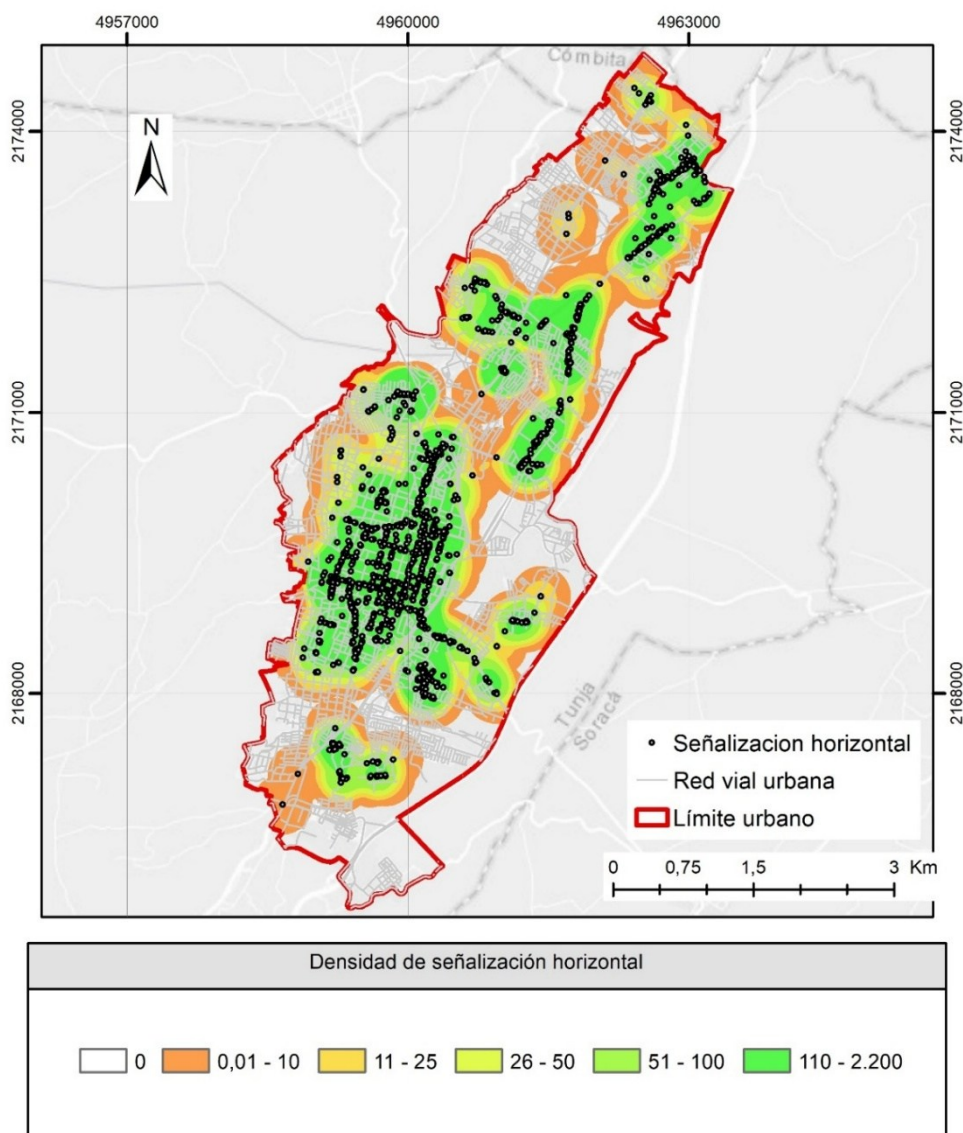 4957000 4960000 4963000
Combita
2174000 2174000
N
2171000 2171000
2168000 2168000
Tunja
Soracá
Señalizacion horizontal
Red vial urbana
Límite urbano
0 0,75 1,5 3 Km
Densidad de señalización horizontal
0 0,01 - 10 11 - 25 26 - 50 51 - 100 110 - 2.200